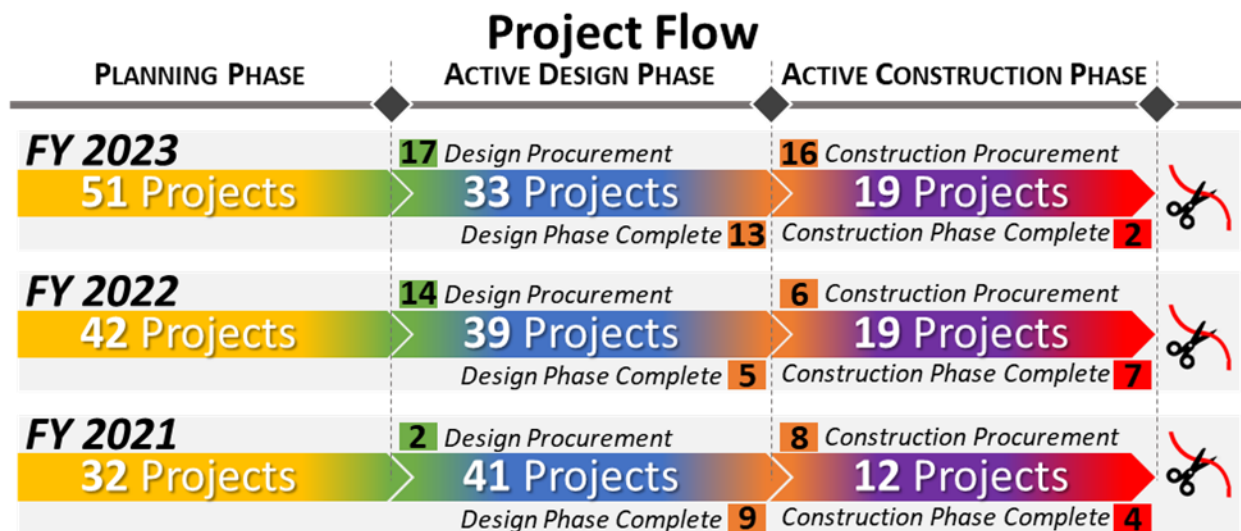 Project Flow
PLANNING PHASE ACTIVE DESIGN PHASE ACTIVE CONSTRUCTION PHASE
FY 2023 17 Design Procurement 16 Construction Procurement
51 Projects 33 Projects 19 Projects
Design Phase Complete 13 Construction Phase Complete 2
FY 2022 14 Design Procurement 6 Construction Procurement
42 Projects 39 Projects 19 Projects
Design Phase Complete 5 Construction Phase Complete 7
FY 2021 2 Design Procurement 8 Construction Procurement
32 Projects 41 Projects 12 Projects
Design Phase Complete 9 Construction Phase Complete 4